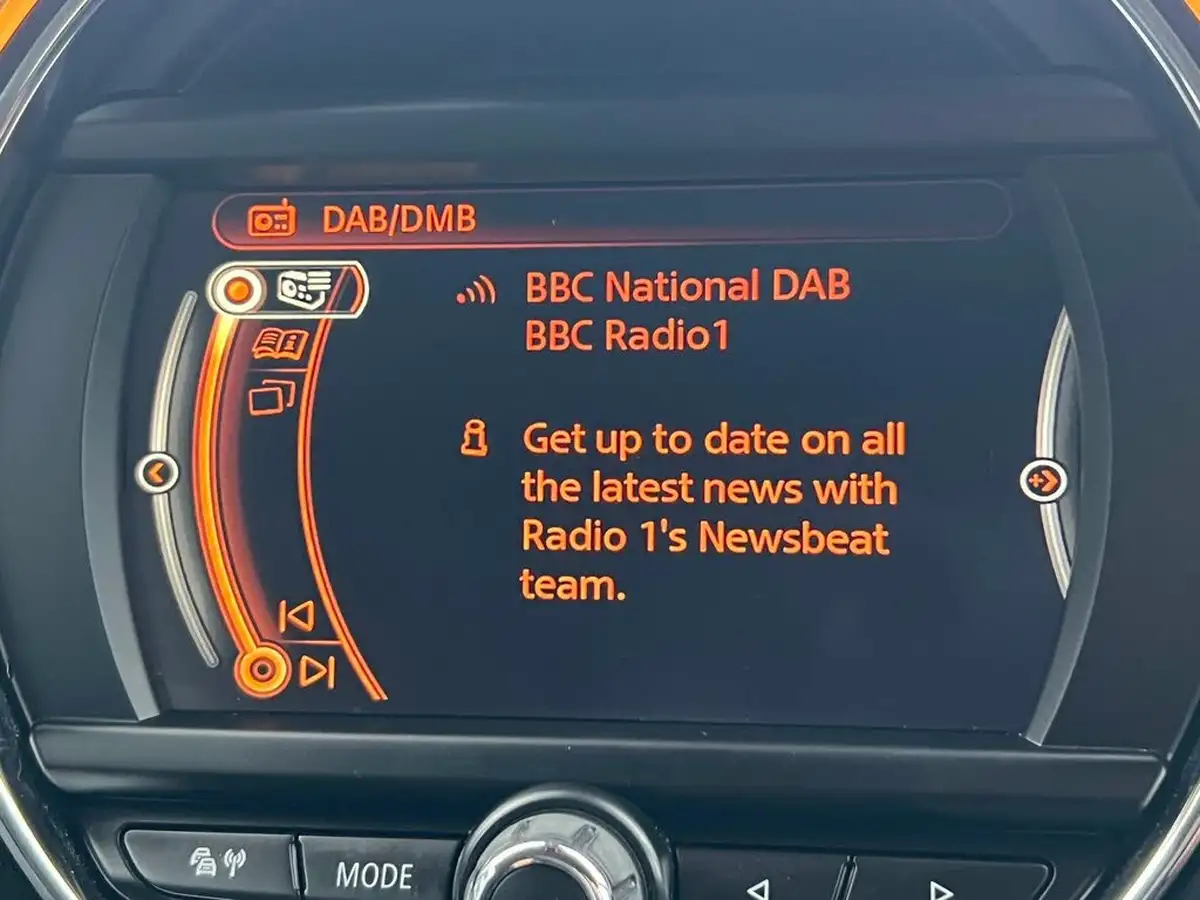 DAB/DMB
BBC National DAB
BBC Radio1
Get up to date on all
the latest news with
Radio 1's Newsbeat
team.
MODE